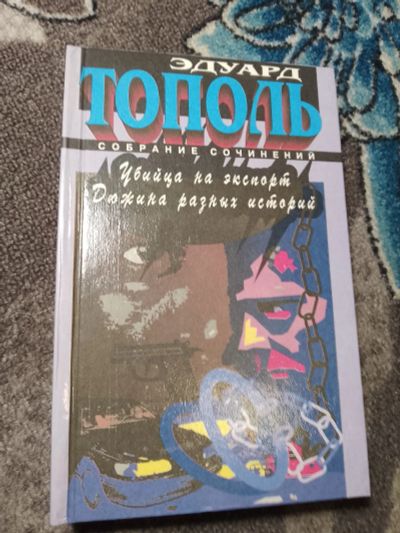 ЭДУАРД
ТОПОЛЬ
СОБРАНИЕ СОЧИНЕНИЙ
Убийца на экспорт
Дюжина разных историй